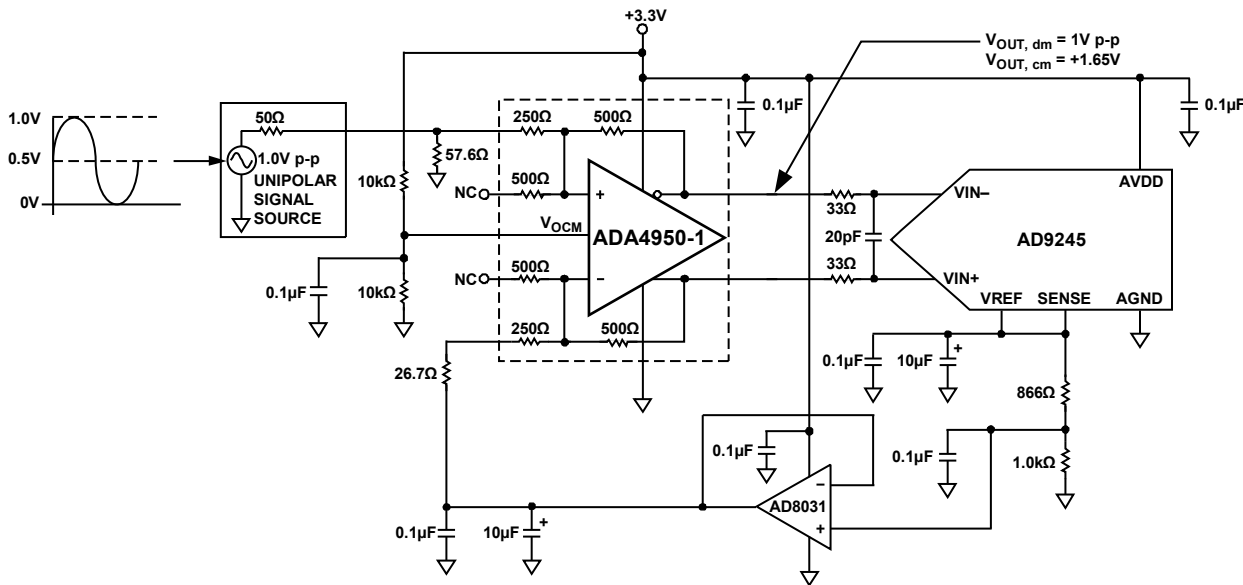 +3.3V
V_OUT, dm = 1V p-p
V_OUT, cm = +1.65V
1.0V
0.5V
0V
50Ω
1.0V p-p
UNIPOLAR
SIGNAL
SOURCE
57.6Ω
10kΩ
0.1µF
10kΩ
250Ω
500Ω
NC
500Ω
+
V_OCM
ADA4950-1
NC
500Ω
−
250Ω
500Ω
26.7Ω
0.1µF
0.1µF
33Ω
20pF
33Ω
VIN−
AVDD
AD9245
VIN+
VREF
SENSE
AGND
0.1µF
10µF
+
866Ω
0.1µF
1.0kΩ
0.1µF
−
AD8031
+
0.1µF
10µF
+